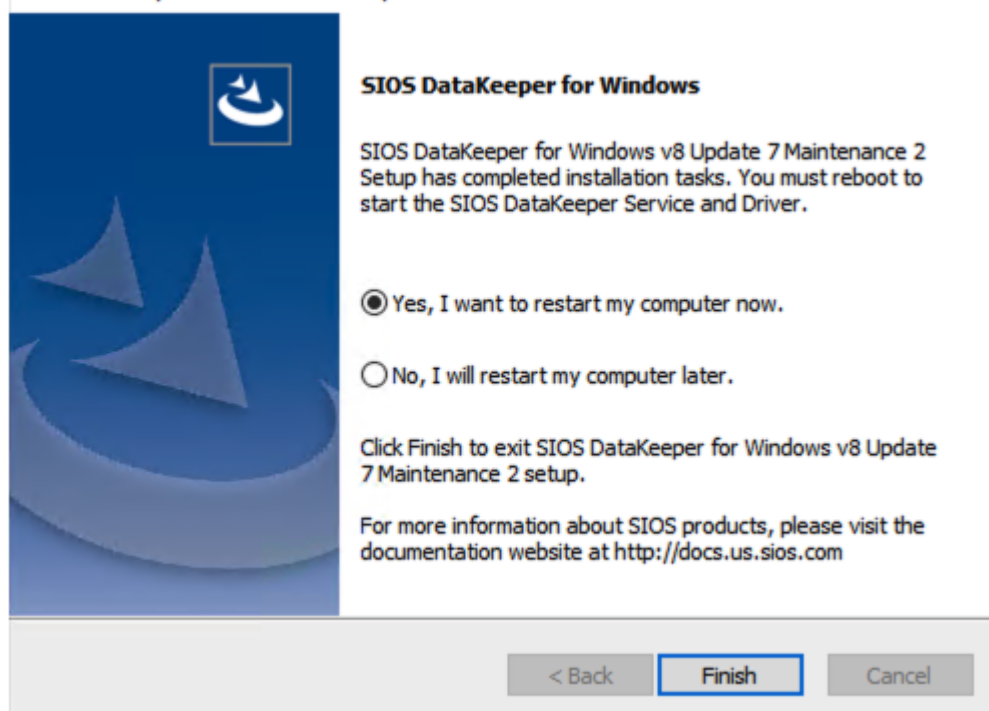 SIOS DataKeeper for Windows
SIOS DataKeeper for Windows v8 Update 7 Maintenance 2
Setup has completed installation tasks. You must reboot to
start the SIOS DataKeeper Service and Driver.
Yes, I want to restart my computer now.
No, I will restart my computer later.
Click Finish to exit SIOS DataKeeper for Windows v8 Update
7 Maintenance 2 setup.
For more information about SIOS products, please visit the
documentation website at http://docs.us.sios.com
< Back Finish Cancel